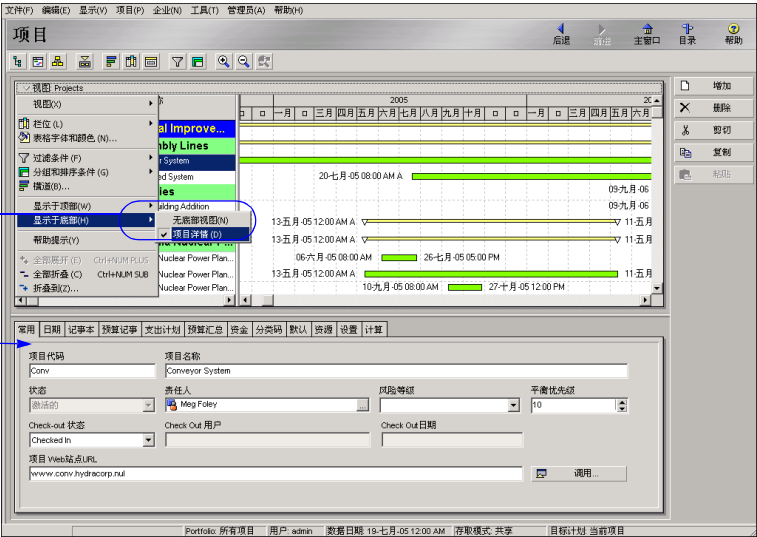 文件(F) 编辑(E) 显示(V) 项目(P) 企业(N) 工具(T) 管理员(A) 帮助(H)
项目
后退 前进 主窗口 目录 帮助
视图: Projects
视图(X)
栏位(L)
表格字体和颜色(N)...
过滤条件(F)
分组和排序条件(G)
横道(B)...
显示于顶部(W)
显示于底部(H)
帮助提示(Y)
全部展开(E) Ctrl+NUM PLUS
全部折叠(C) Ctrl+NUM SUB
折叠到(Z)...
无底部视图(N)
项目详情(D)
2005
一月 三月 四月 五月 六月 七月 八月 九月 十月 一月 三月 四月 五月 六月
al Improve...
nbly Lines
r System
ed System 20-七月-05 08:00 AM A
ies 09-九月-06
uilding Addition 09-九月-06
13-五月-05 12:00 AM A 11-五月
13-五月-05 12:00 AM A 11-五月
Nuclear Power Plan... 06-六月-05 08:00 AM 26-七月-05 05:00 PM
Nuclear Power Plan... 13-五月-05 12:00 AM A 11-五月
Nuclear Power Plan... 10-九月-05 08:00 AM 27-十月-05 12:00 PM
增加
删除
剪切
复制
粘贴
常用 日期 记事本 预算记事 支出计划 预算汇总 资金 分类码 默认 资源 设置 计算
项目代码 项目名称
Conv Conveyor System
状态 责任人 风险等级 平衡优先级
激活的 Meg Foley ... 10
Check-out 状态 Check Out 用户 Check Out 日期
Checked In
项目 Web站点URL
www.conv.hydracorp.nul 调用...
Portfolio: 所有项目 用户: admin 数据日期: 19-七月-05 12:00 AM 存取模式: 共享 目标计划: 当前项目